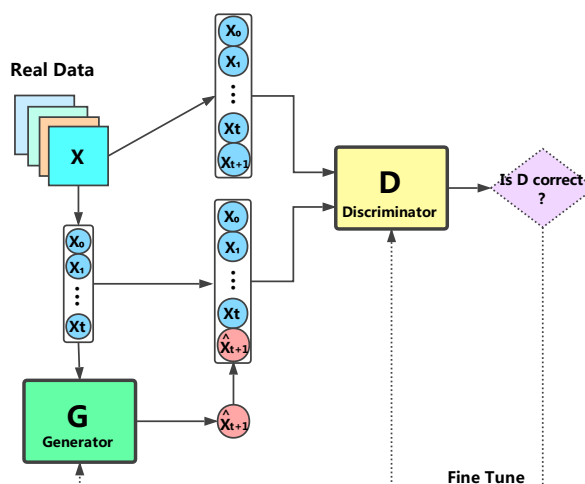 Real Data
X
X₀
X₁
⋮
Xt
Xt+1
X₀
X₁
⋮
Xt
X₀
X₁
⋮
Xt
X̂t+1
G
Generator
X̂t+1
D
Discriminator
Is D correct
?
Fine Tune